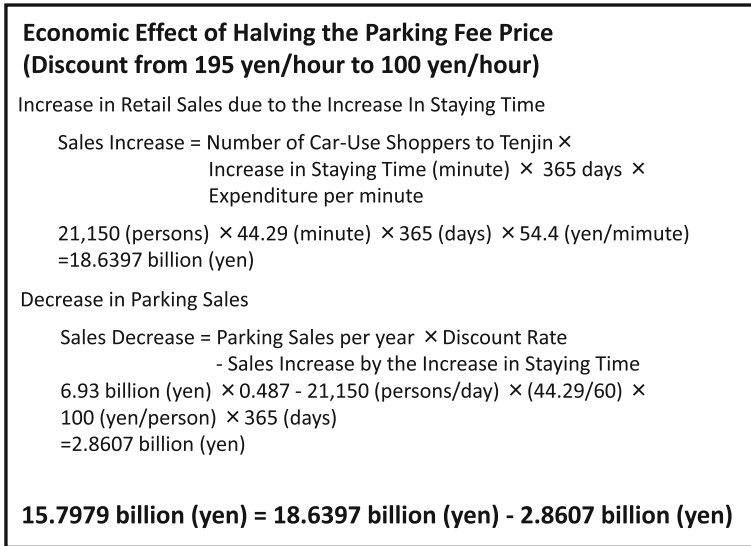 Economic Effect of Halving the Parking Fee Price
(Discount from 195 yen/hour to 100 yen/hour)
Increase in Retail Sales due to the Increase In Staying Time
Sales Increase = Number of Car-Use Shoppers to Tenjin ×
Increase in Staying Time (minute) × 365 days ×
Expenditure per minute
21,150 (persons) × 44.29 (minute) × 365 (days) × 54.4 (yen/mimute)
=18.6397 billion (yen)
Decrease in Parking Sales
Sales Decrease = Parking Sales per year × Discount Rate
- Sales Increase by the Increase in Staying Time
6.93 billion (yen) × 0.487 - 21,150 (persons/day) × (44.29/60) ×
100 (yen/person) × 365 (days)
=2.8607 billion (yen)
15.7979 billion (yen) = 18.6397 billion (yen) - 2.8607 billion (yen)